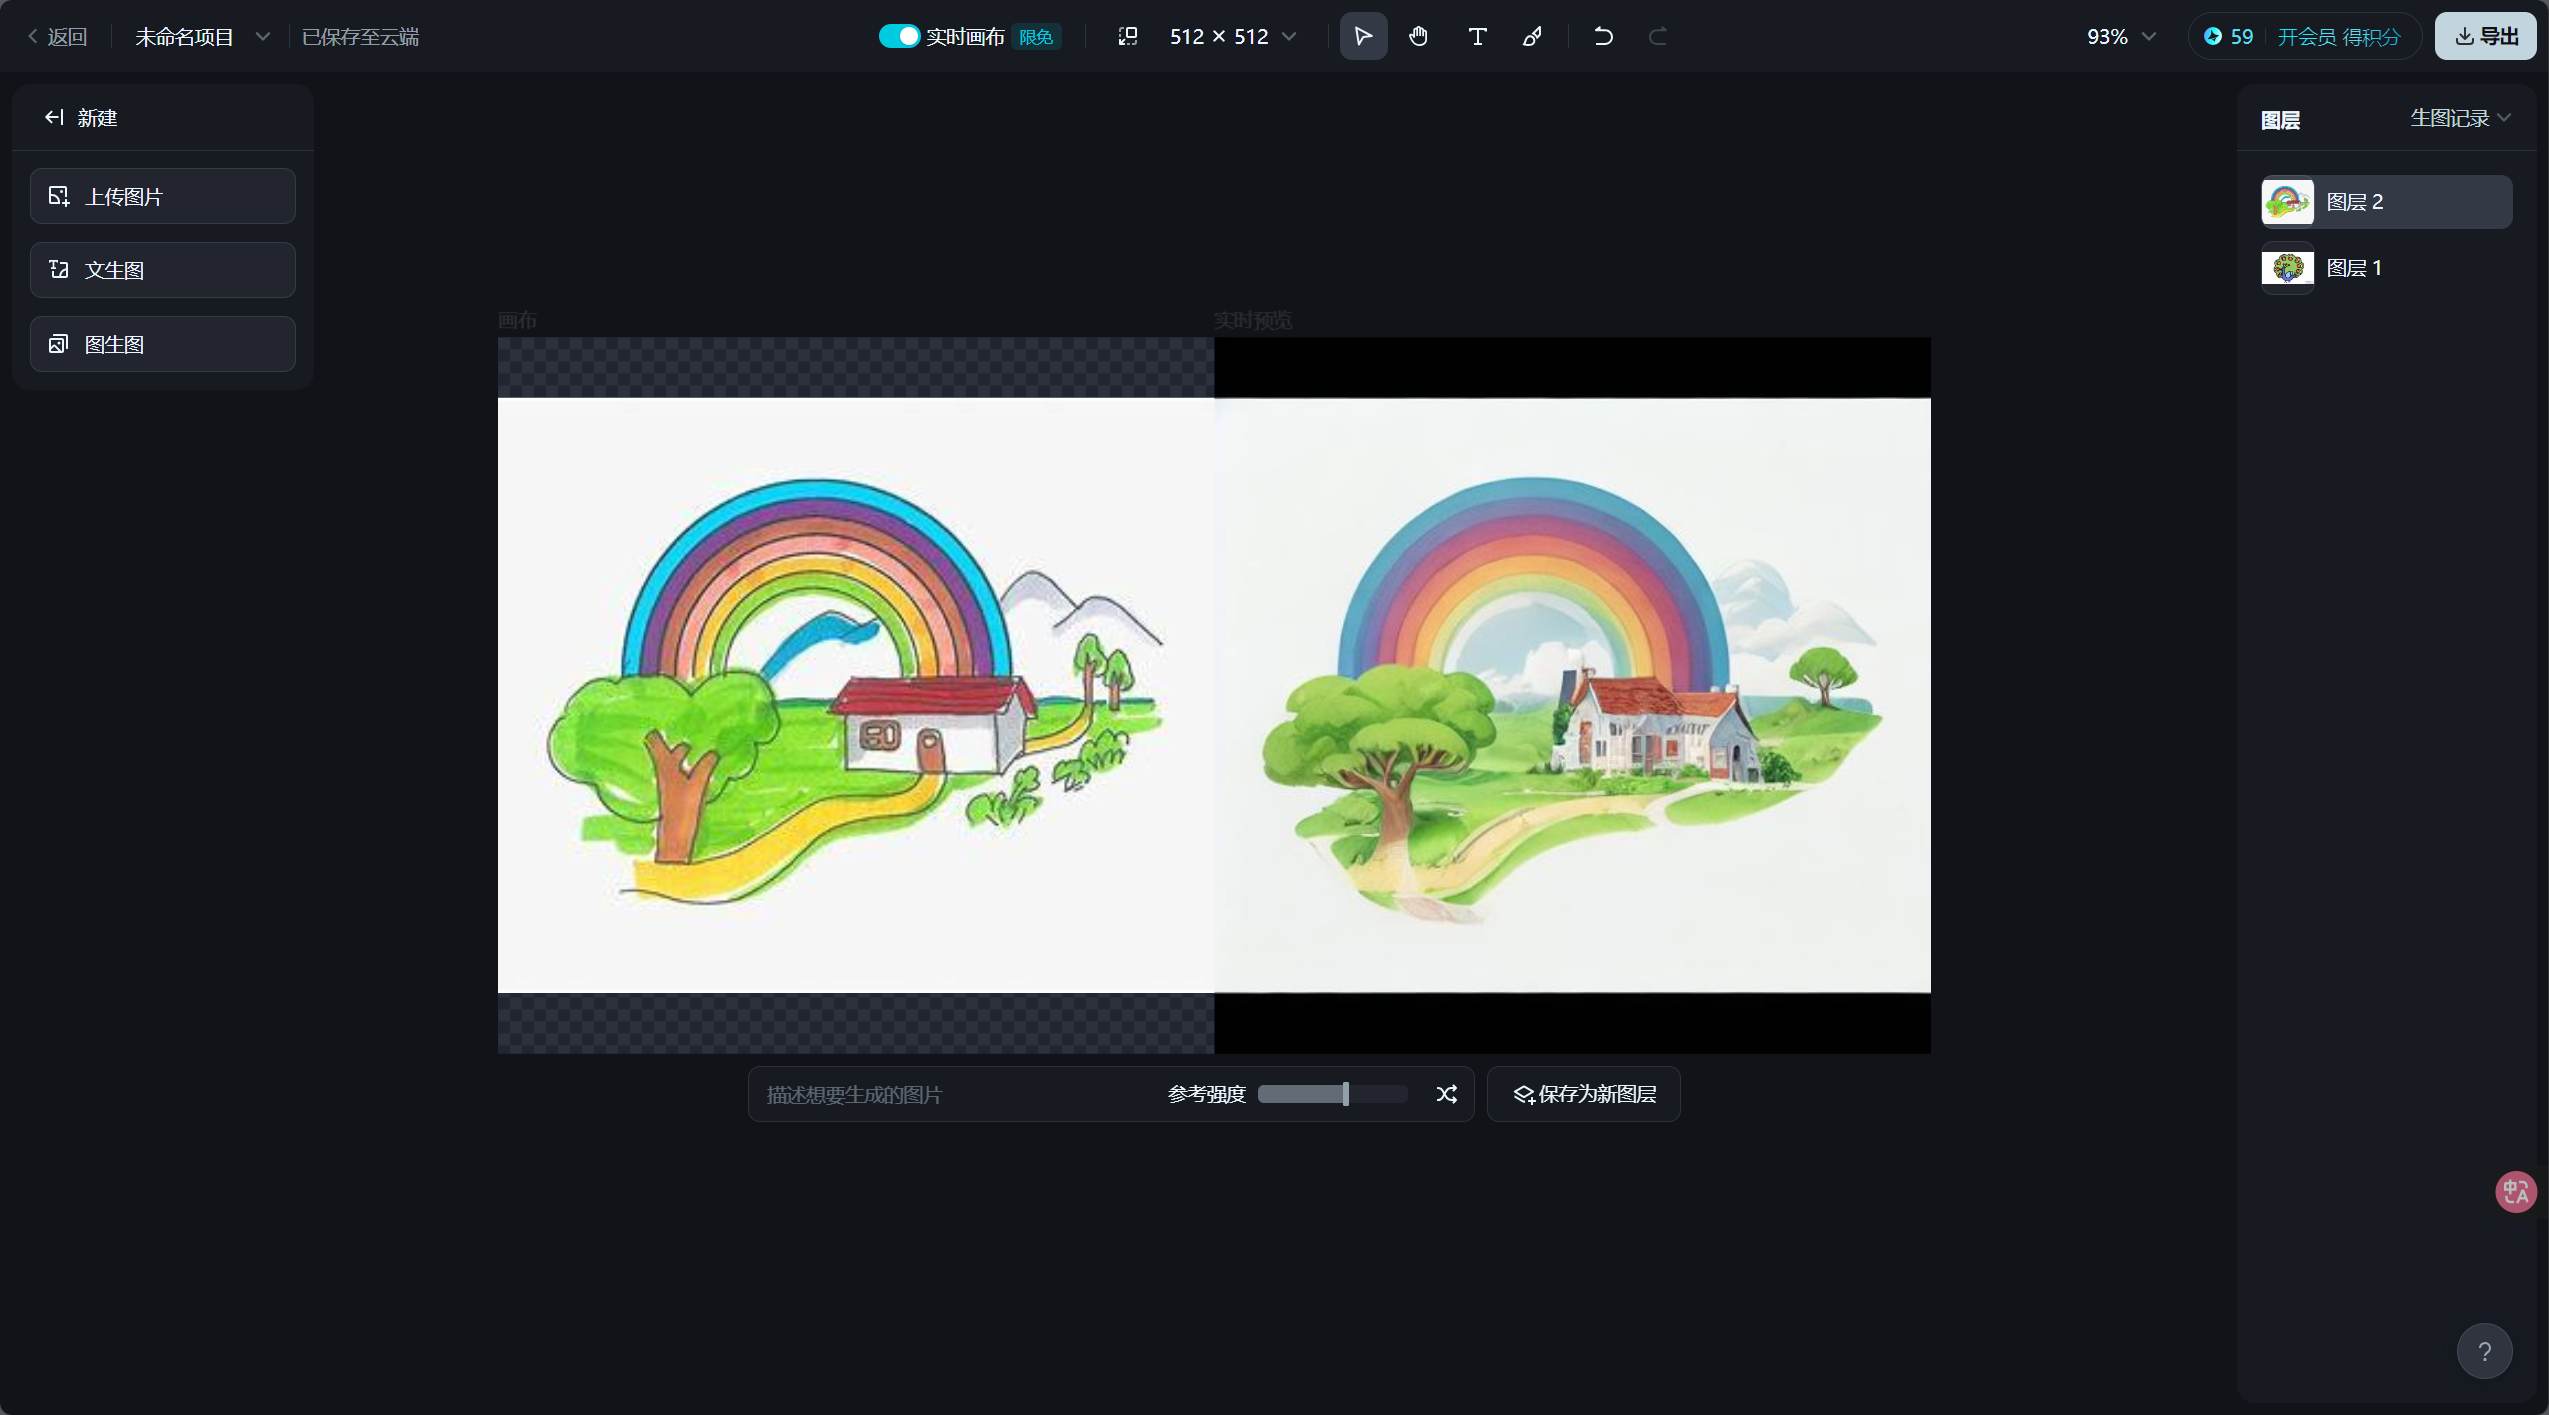 返回
未命名项目
已保存至云端
实时画布 限免
512 × 512
93%
59
开会员 得积分
导出
新建
上传图片
文生图
图生图
画布
实时预览
描述想要生成的图片
参考强度
保存为新图层
图层
生图记录
图层 2
图层 1
中A
?